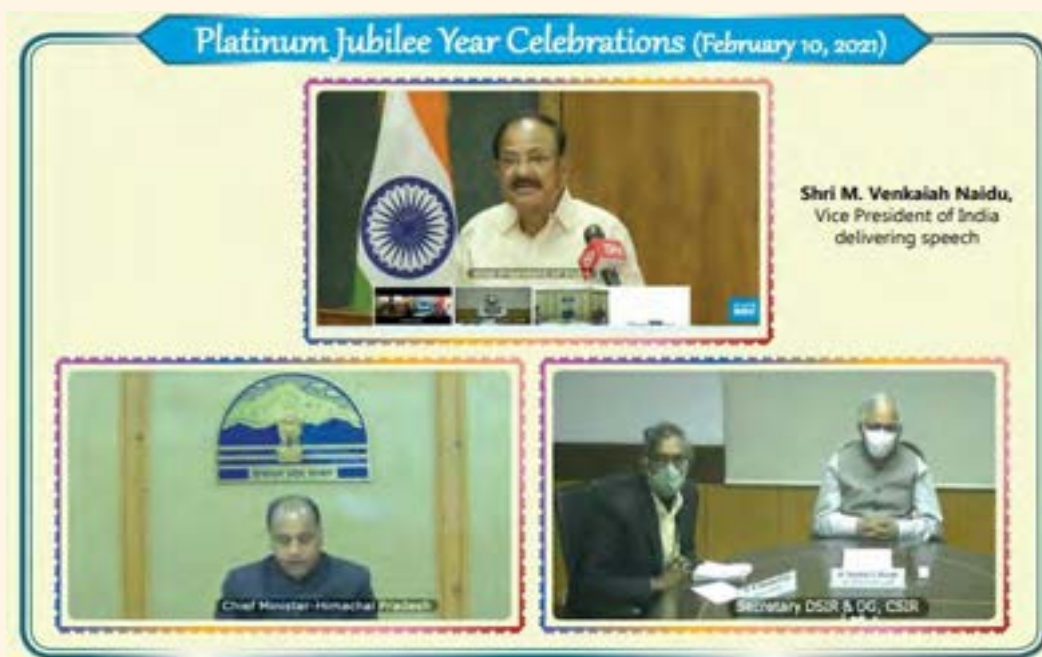 Platinum Jubilee Year Celebrations (February 10, 2021)
Shri M. Venkaiah Naidu,
Vice President of India
delivering speech
Chief Minister-Himachal Pradesh
Secretary DSIR & DG, CSIR